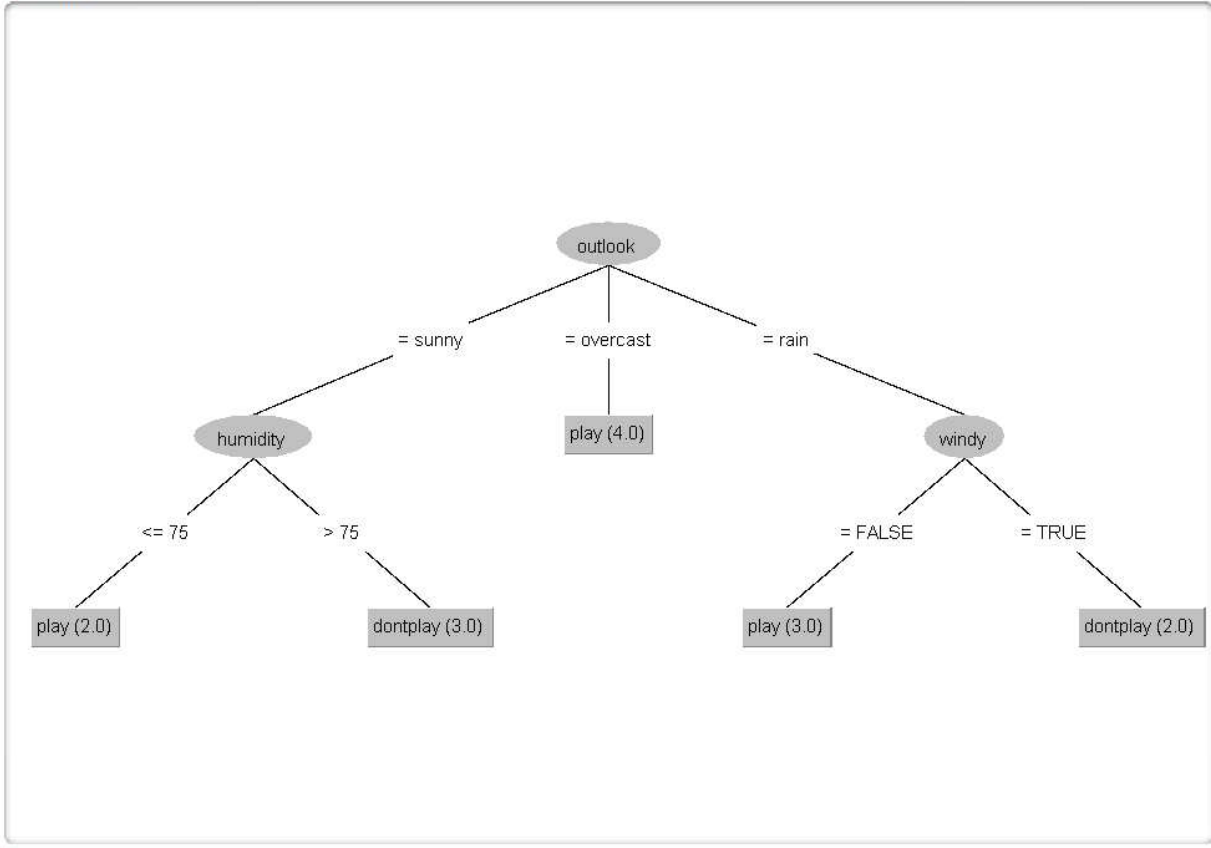 outlook
= sunny
= overcast
= rain
humidity
play (4.0)
windy
<= 75
> 75
= FALSE
= TRUE
play (2.0)
dontplay (3.0)
play (3.0)
dontplay (2.0)